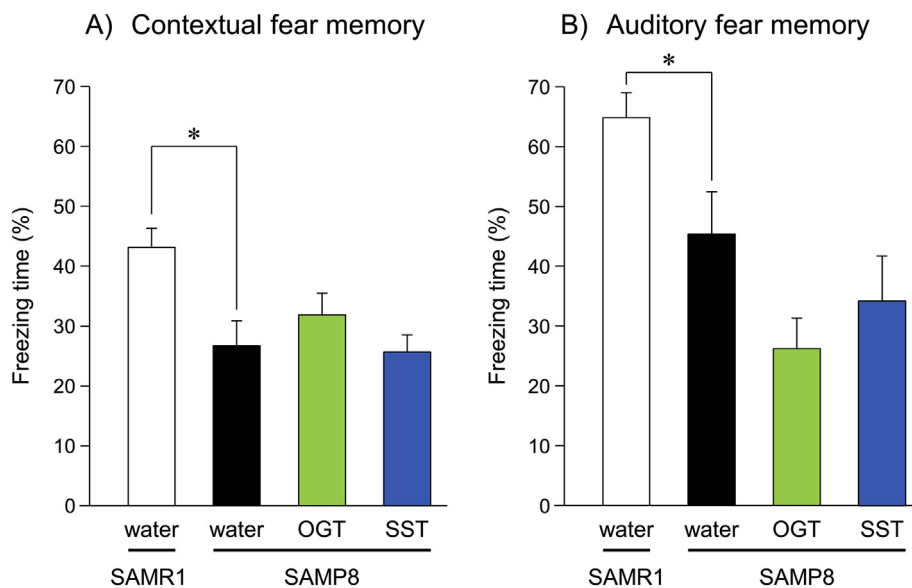 A) Contextual fear memory
70
60
50
40
30
20
10
0
Freezing time (%)
*
water water OGT SST
SAMR1 SAMP8
B) Auditory fear memory
70
60
50
40
30
20
10
0
Freezing time (%)
*
water water OGT SST
SAMR1 SAMP8